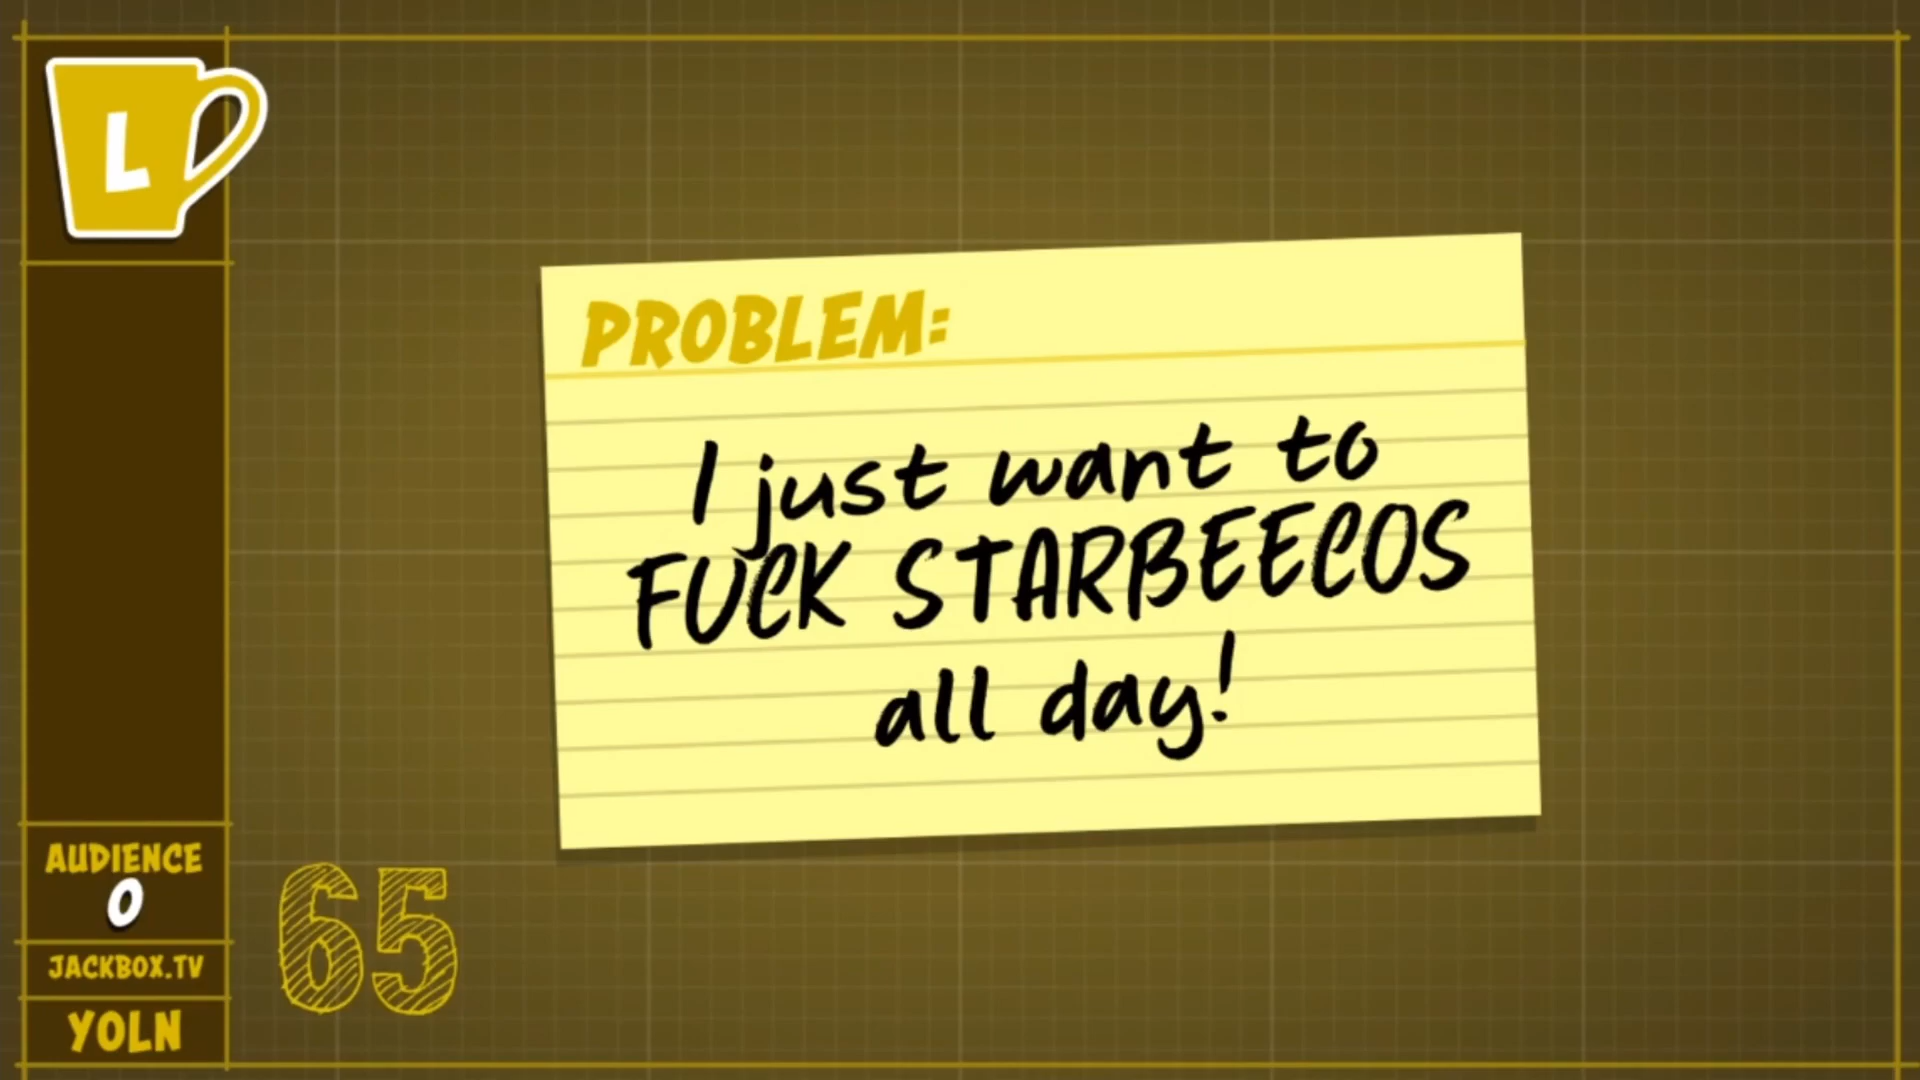 L
PROBLEM:
I just want to
FUCK STARBEECOS
all day!
AUDIENCE
0
JACKBOX.TV
YOLN
65